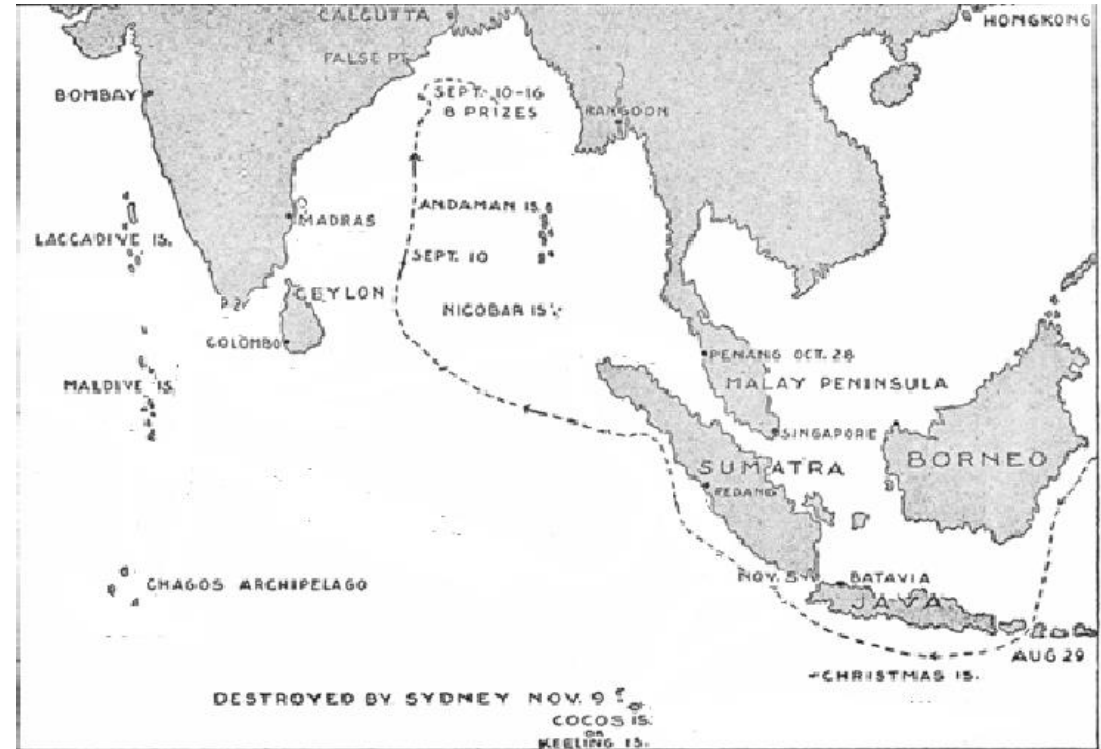 CALCUTTA
HONGKONG
FALSE PT.
BOMBAY
SEPT. 10-16
8 PRIZES
RANGOON
ANDAMAN IS.
MADRAS
LACCADIVE IS.
SEPT. 10
CEYLON
NICOBAR IS.
COLOMBO
PENANG OCT. 28
MALDIVE IS.
MALAY PENINSULA
SINGAPORE
SUMATRA
BORNEO
NOV. 5
BATAVIA
CHAGOS ARCHIPELAGO
JAVA
AUG 29
CHRISTMAS IS.
DESTROYED BY SYDNEY NOV. 9
COCOS IS.
OR
KEELING IS.